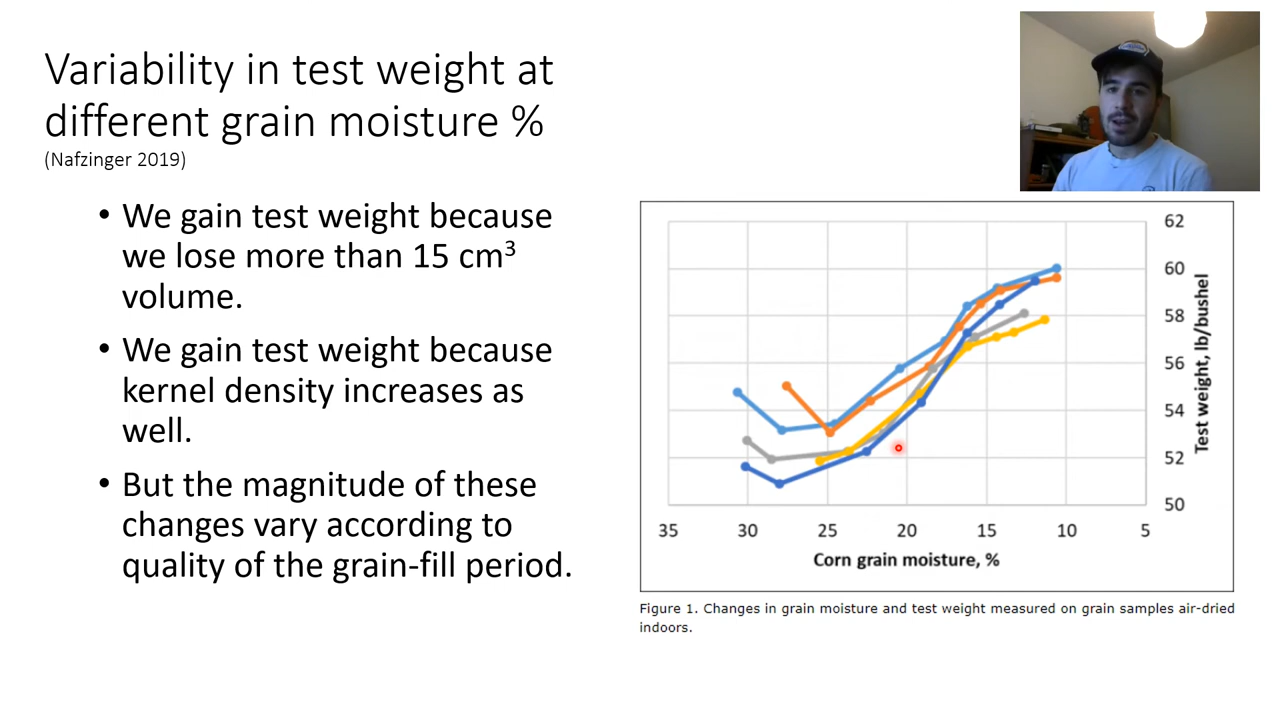 Variability in test weight at
different grain moisture %
(Nafzinger 2019)
• We gain test weight because
we lose more than 15 cm³
volume.
• We gain test weight because
kernel density increases as
well.
• But the magnitude of these
changes vary according to
quality of the grain-fill period.
62
60
58
56
54
52
50
Test weight, lb/bushel
35 30 25 20 15 10 5
Corn grain moisture, %
Figure 1. Changes in grain moisture and test weight measured on grain samples air-dried
indoors.